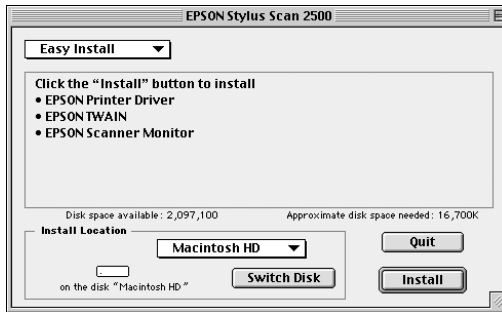 EPSON Stylus Scan 2500
Easy Install
Click the “Install” button to install
• EPSON Printer Driver
• EPSON TWAIN
• EPSON Scanner Monitor
Disk space available: 2,097,100 Approximate disk space needed: 16,700K
Install Location
Macintosh HD
Quit
on the disk “Macintosh HD”
Switch Disk
Install